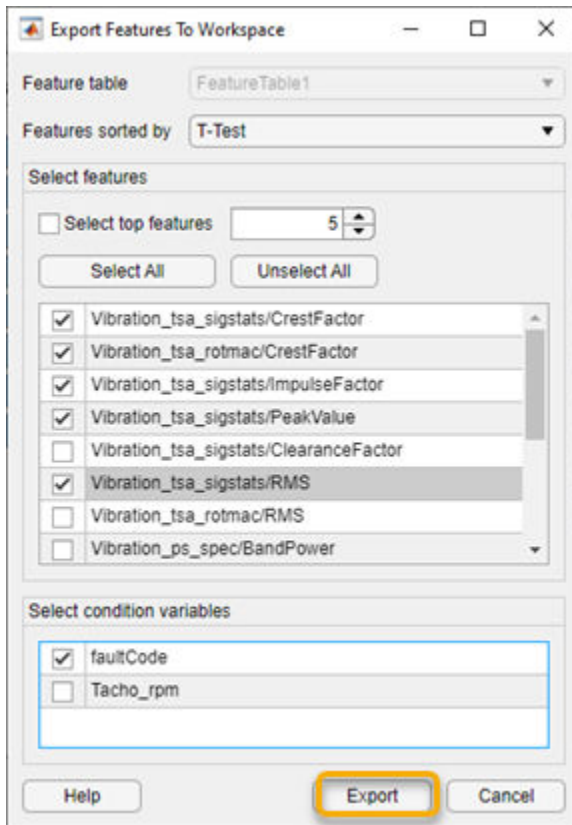 Export Features To Workspace
Feature table FeatureTable1
Features sorted by T-Test
Select features
Select top features 5
Select All Unselect All
Vibration_tsa_sigstats/CrestFactor
Vibration_tsa_rotmac/CrestFactor
Vibration_tsa_sigstats/ImpulseFactor
Vibration_tsa_sigstats/PeakValue
Vibration_tsa_sigstats/ClearanceFactor
Vibration_tsa_sigstats/RMS
Vibration_tsa_rotmac/RMS
Vibration_ps_spec/BandPower
Select condition variables
faultCode
Tacho_rpm
Help Export Cancel